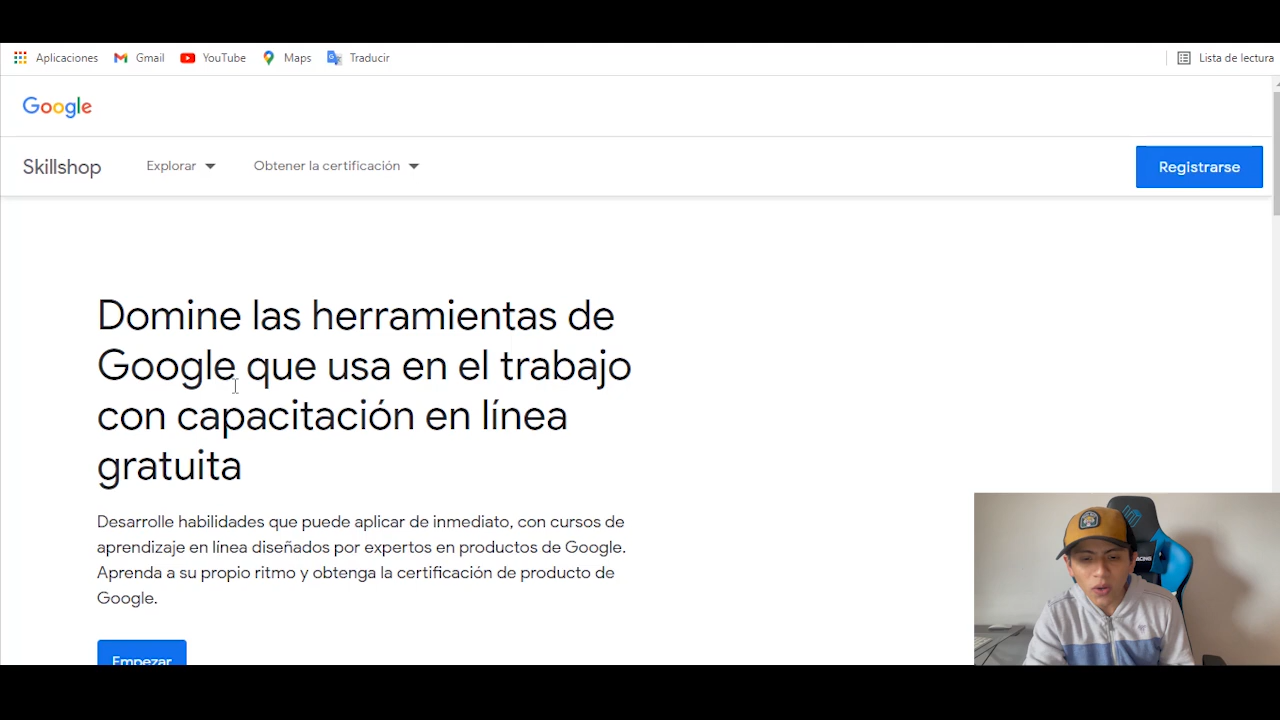 Aplicaciones Gmail YouTube Maps Traducir Lista de lectura
Google
Skillshop Explorar Obtener la certificación Registrarse
Domine las herramientas de
Google que usa en el trabajo
con capacitación en línea
gratuita
Desarrolle habilidades que puede aplicar de inmediato, con cursos de
aprendizaje en línea diseñados por expertos en productos de Google.
Aprenda a su propio ritmo y obtenga la certificación de producto de
Google.
Empezar